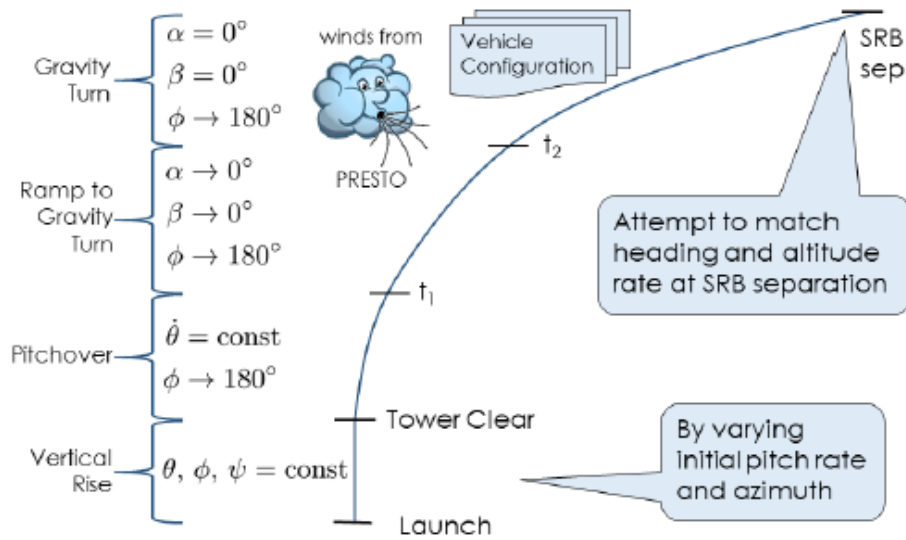 Gravity
Turn
α = 0°
β = 0°
ϕ → 180°
Ramp to
Gravity
Turn
α → 0°
β → 0°
ϕ → 180°
Pitchover
θ̇ = const
ϕ → 180°
Vertical
Rise
θ, ϕ, ψ = const
winds from
PRESTO
Vehicle
Configuration
SRB
sep
t₂
Attempt to match
heading and altitude
rate at SRB separation
t₁
Tower Clear
By varying
initial pitch rate
and azimuth
Launch